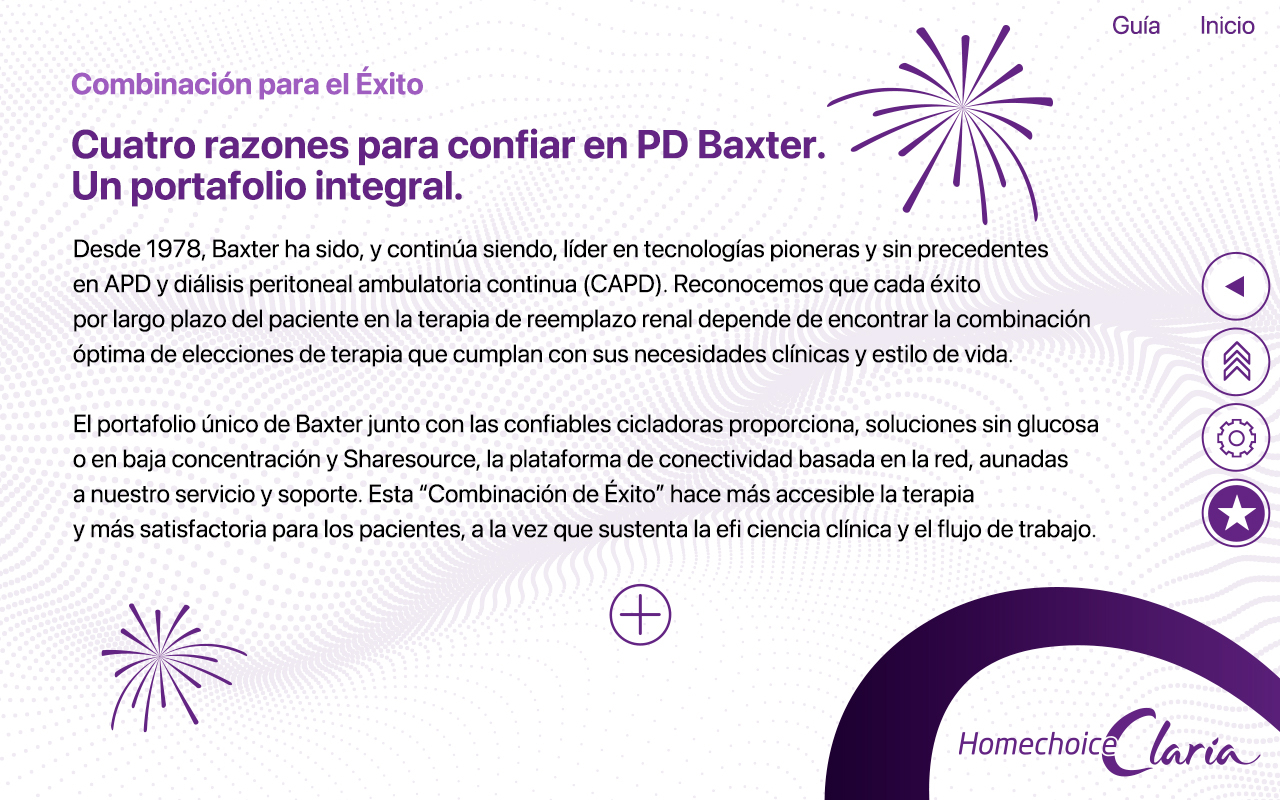 Guía Inicio
Combinación para el Éxito
Cuatro razones para confiar en PD Baxter.
Un portafolio integral.
Desde 1978, Baxter ha sido, y continúa siendo, líder en tecnologías pioneras y sin precedentes
en APD y diálisis peritoneal ambulatoria continua (CAPD). Reconocemos que cada éxito
por largo plazo del paciente en la terapia de reemplazo renal depende de encontrar la combinación
óptima de elecciones de terapia que cumplan con sus necesidades clínicas y estilo de vida.
El portafolio único de Baxter junto con las confiables cicladoras proporciona, soluciones sin glucosa
o en baja concentración y Sharesource, la plataforma de conectividad basada en la red, aunadas
a nuestro servicio y soporte. Esta “Combinación de Éxito” hace más accesible la terapia
y más satisfactoria para los pacientes, a la vez que sustenta la efi ciencia clínica y el flujo de trabajo.
Homechoice Claria